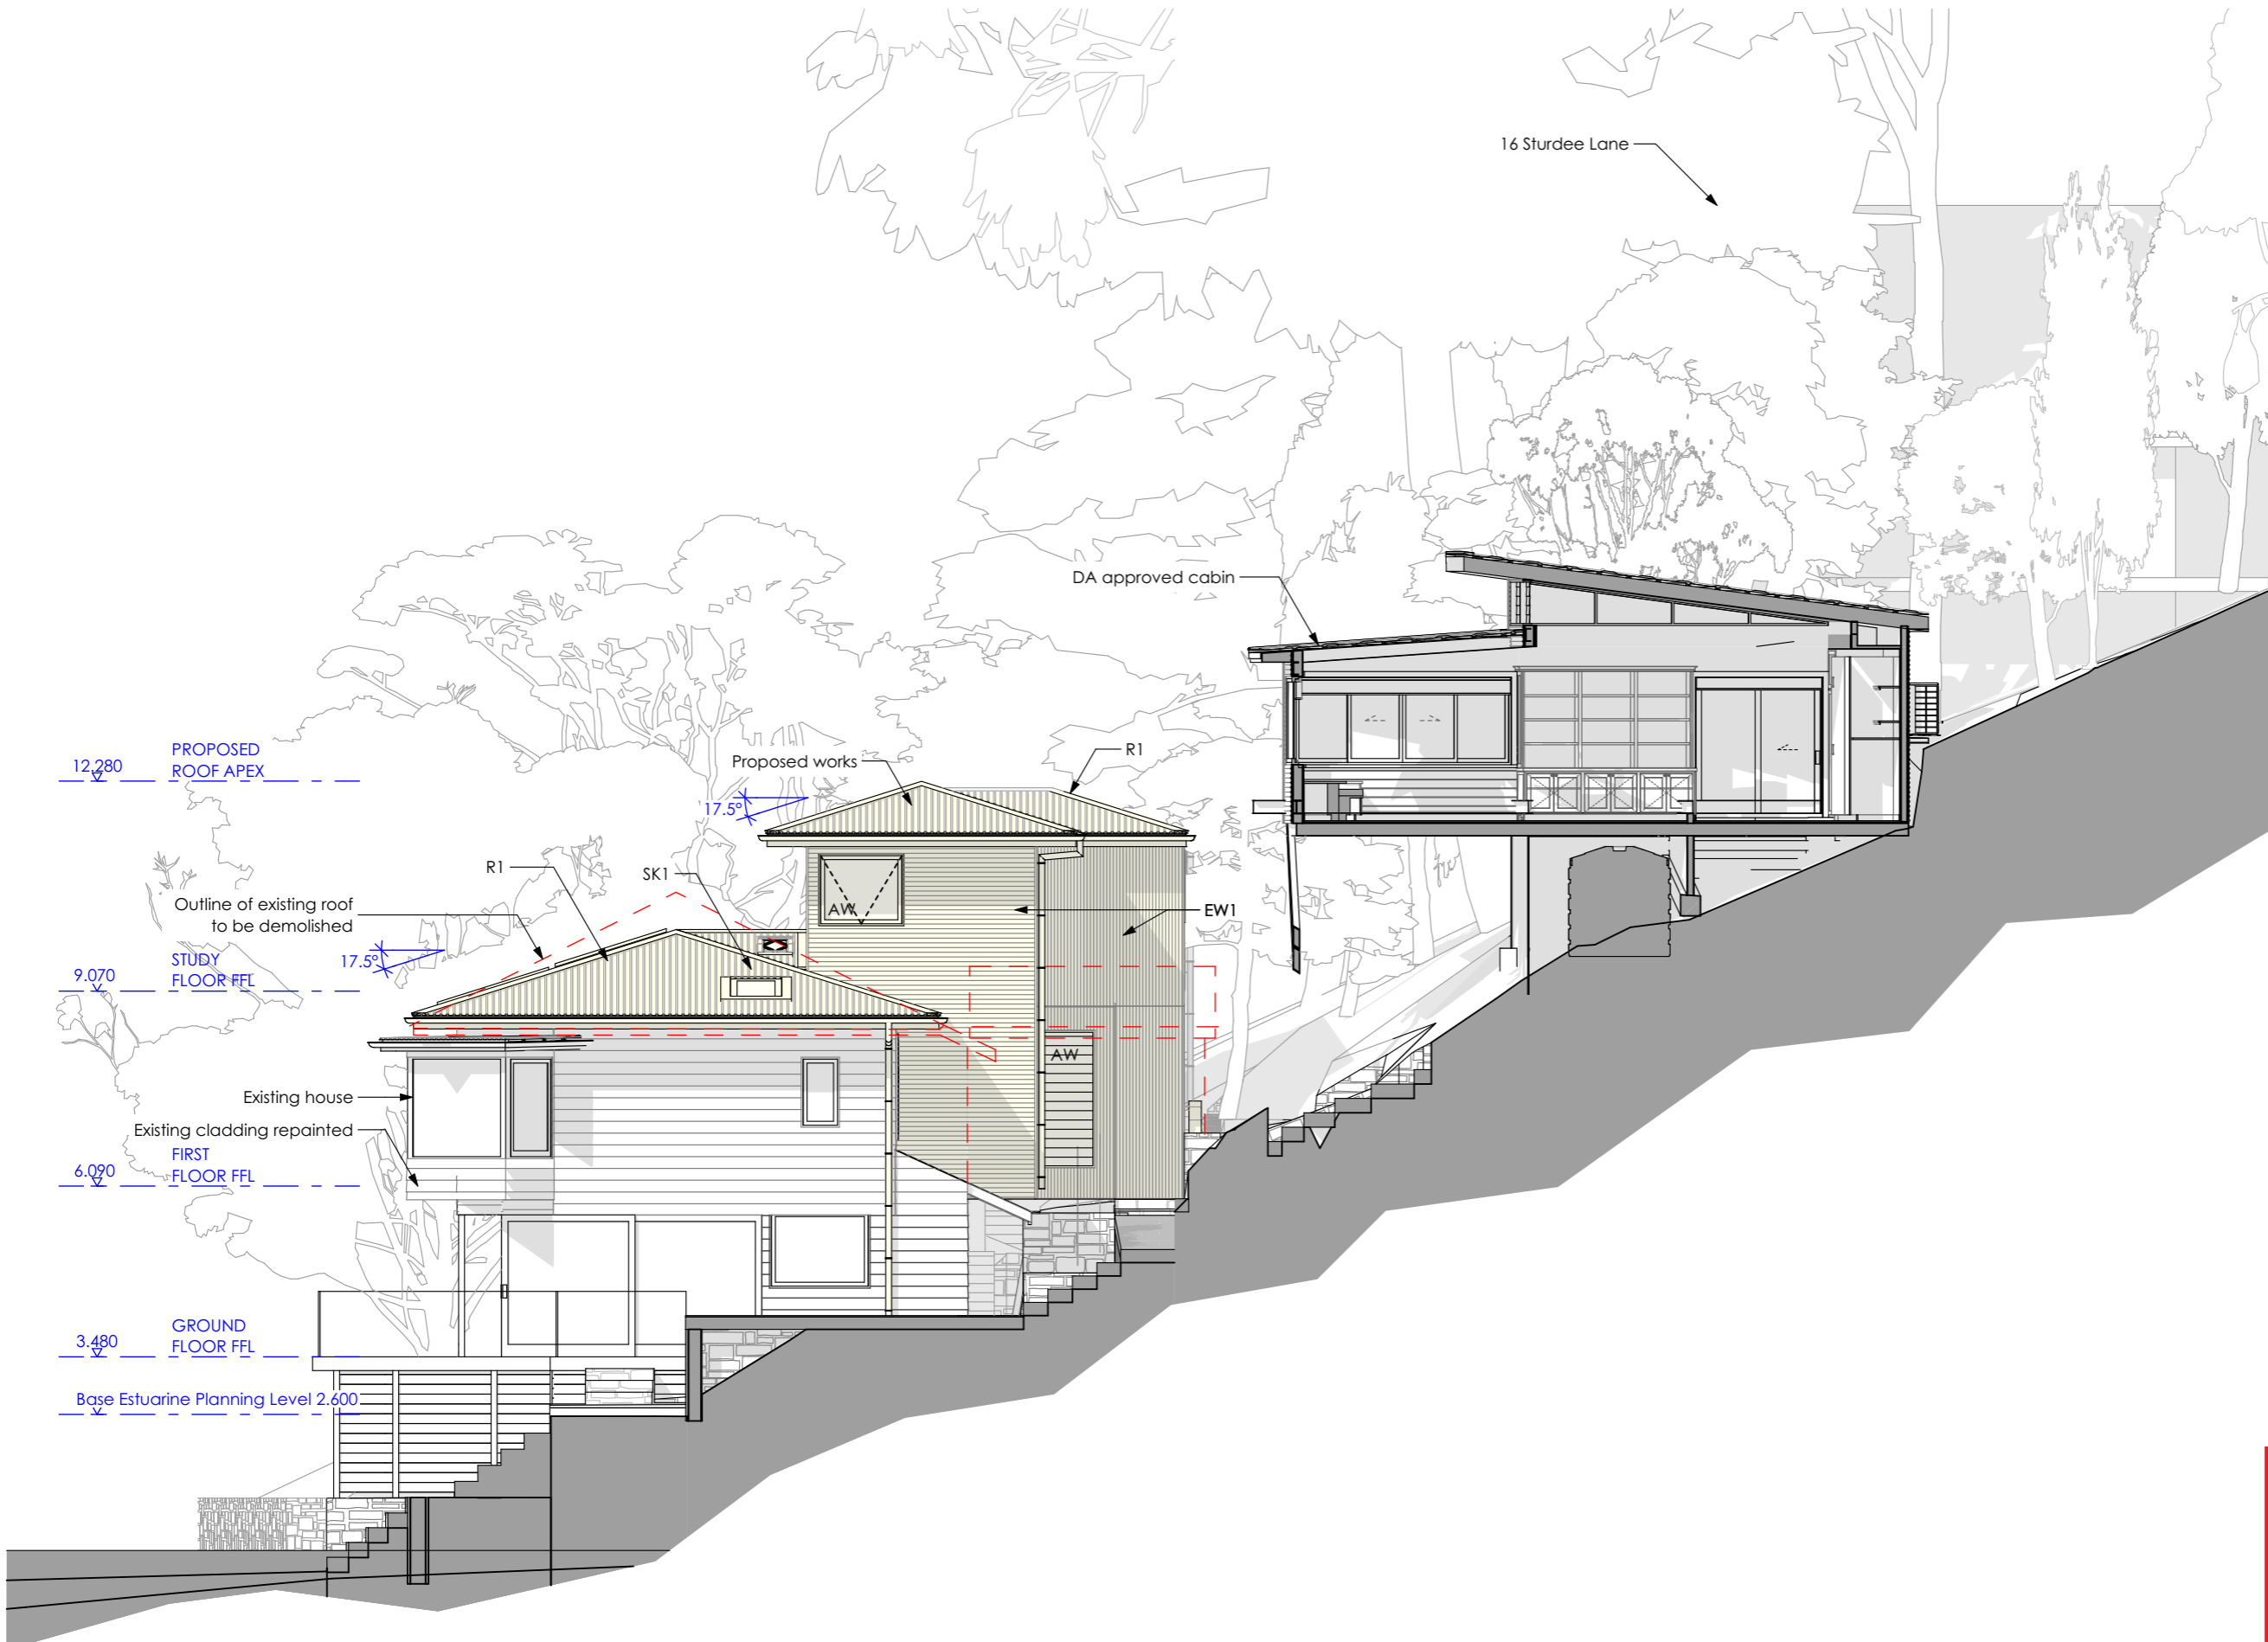 16 Sturdee Lane
DA approved cabin
PROPOSED
12.280 ROOF APEX
Proposed works
R1
17.5°
R1
SK1
Outline of existing roof
to be demolished
AW
EW1
17.5°
STUDY
9.070 FLOOR FFL
AW
Existing house
Existing cladding repainted
FIRST
6.090 FLOOR FFL
GROUND
3.480 FLOOR FFL
Base Estuarine Planning Level 2.600